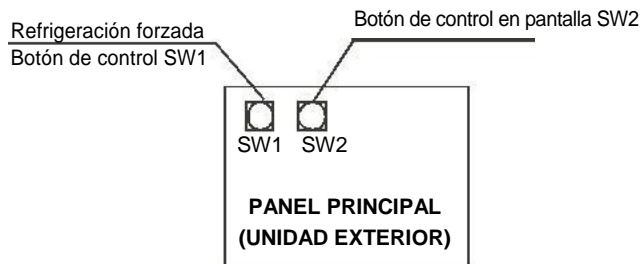 Refrigeración forzada
Botón de control SW1
Botón de control en pantalla SW2
SW1 SW2
PANEL PRINCIPAL
(UNIDAD EXTERIOR)